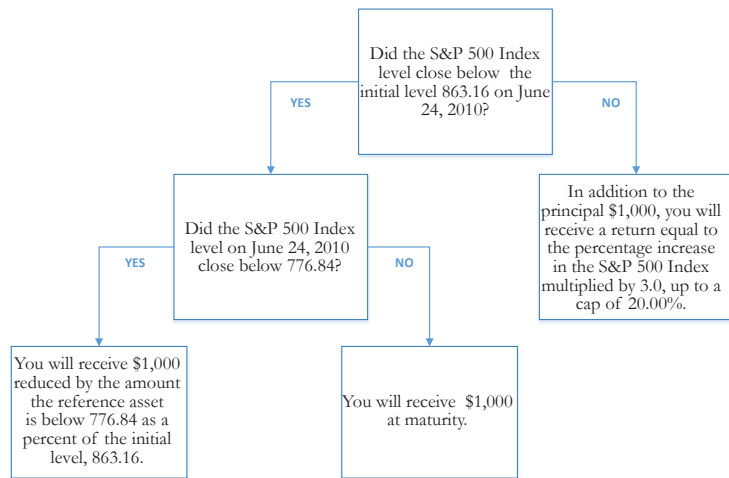 Did the S&P 500 Index
level close below the
initial level 863.16 on June
24, 2010?
YES
NO
Did the S&P 500 Index
level on June 24, 2010
close below 776.84?
In addition to the
principal $1,000, you will
receive a return equal to
the percentage increase
in the S&P 500 Index
multiplied by 3.0, up to a
cap of 20.00%.
YES
NO
You will receive $1,000
reduced by the amount
the reference asset
is below 776.84 as a
percent of the initial
level, 863.16.
You will receive $1,000
at maturity.